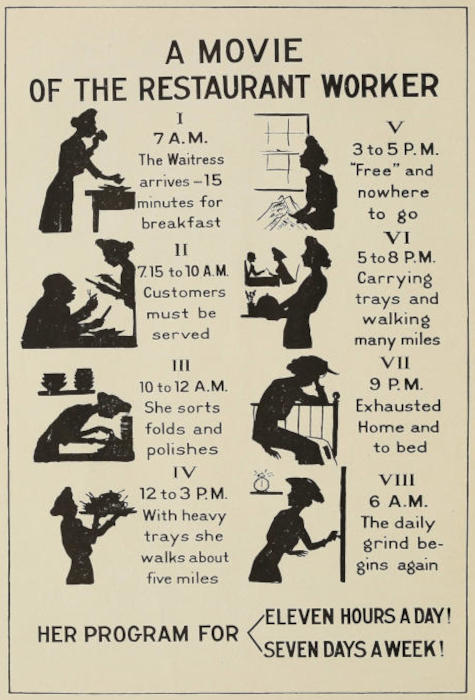 A MOVIE
OF THE RESTAURANT WORKER
I
7 A.M.
The Waitress
arrives – 15
minutes for
breakfast
II
7.15 to 10 A.M.
Customers
must be
served
III
10 to 12 A.M.
She sorts
folds and
polishes
IV
12 to 3 P.M.
With heavy
trays she
walks about
five miles
V
3 to 5 P.M.
"Free" and
nowhere
to go
VI
5 to 8 P.M.
Carrying
trays and
walking
many miles
VII
9 P.M.
Exhausted
Home and
to bed
VIII
6 A.M.
The daily
grind be-
gins again
HER PROGRAM FOR
ELEVEN HOURS A DAY!
SEVEN DAYS A WEEK!